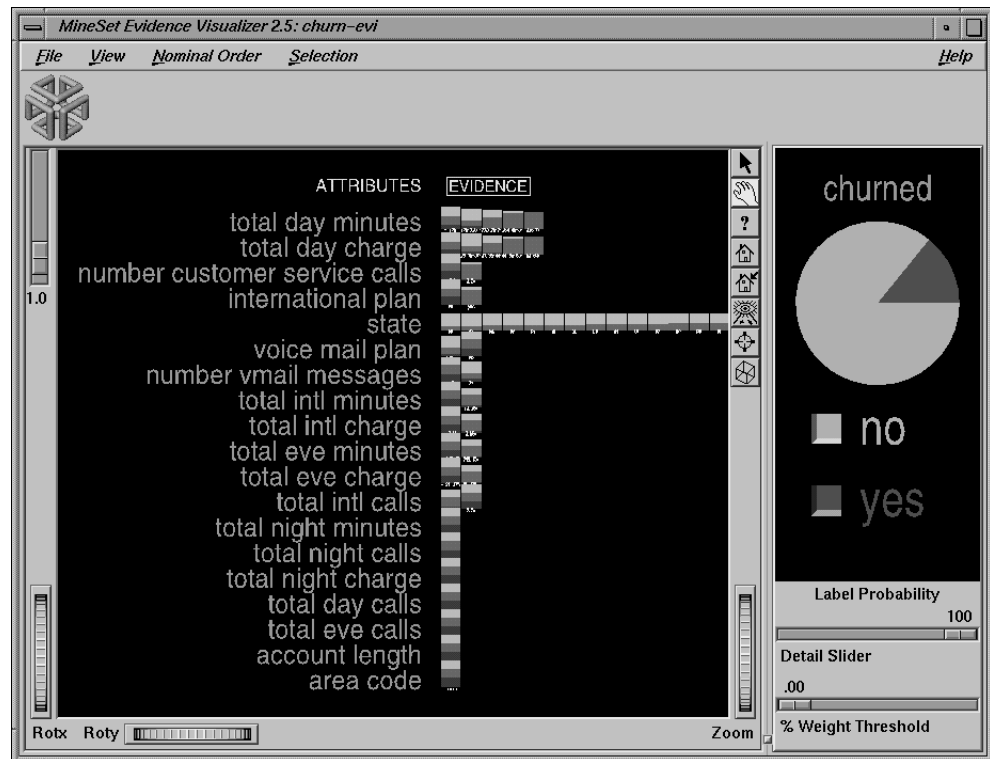 MineSet Evidence Visualizer 2.5: churn-evi
File View Nominal Order Selection Help
ATTRIBUTES EVIDENCE
total day minutes
total day charge
number customer service calls
international plan
state
voice mail plan
number vmail messages
total intl minutes
total intl charge
total eve minutes
total eve charge
total intl calls
total night minutes
total night calls
total night charge
total day calls
total eve calls
account length
area code
1.0
?
Rotx Roty Zoom
churned
no
yes
Label Probability
100
Detail Slider
.00
% Weight Threshold